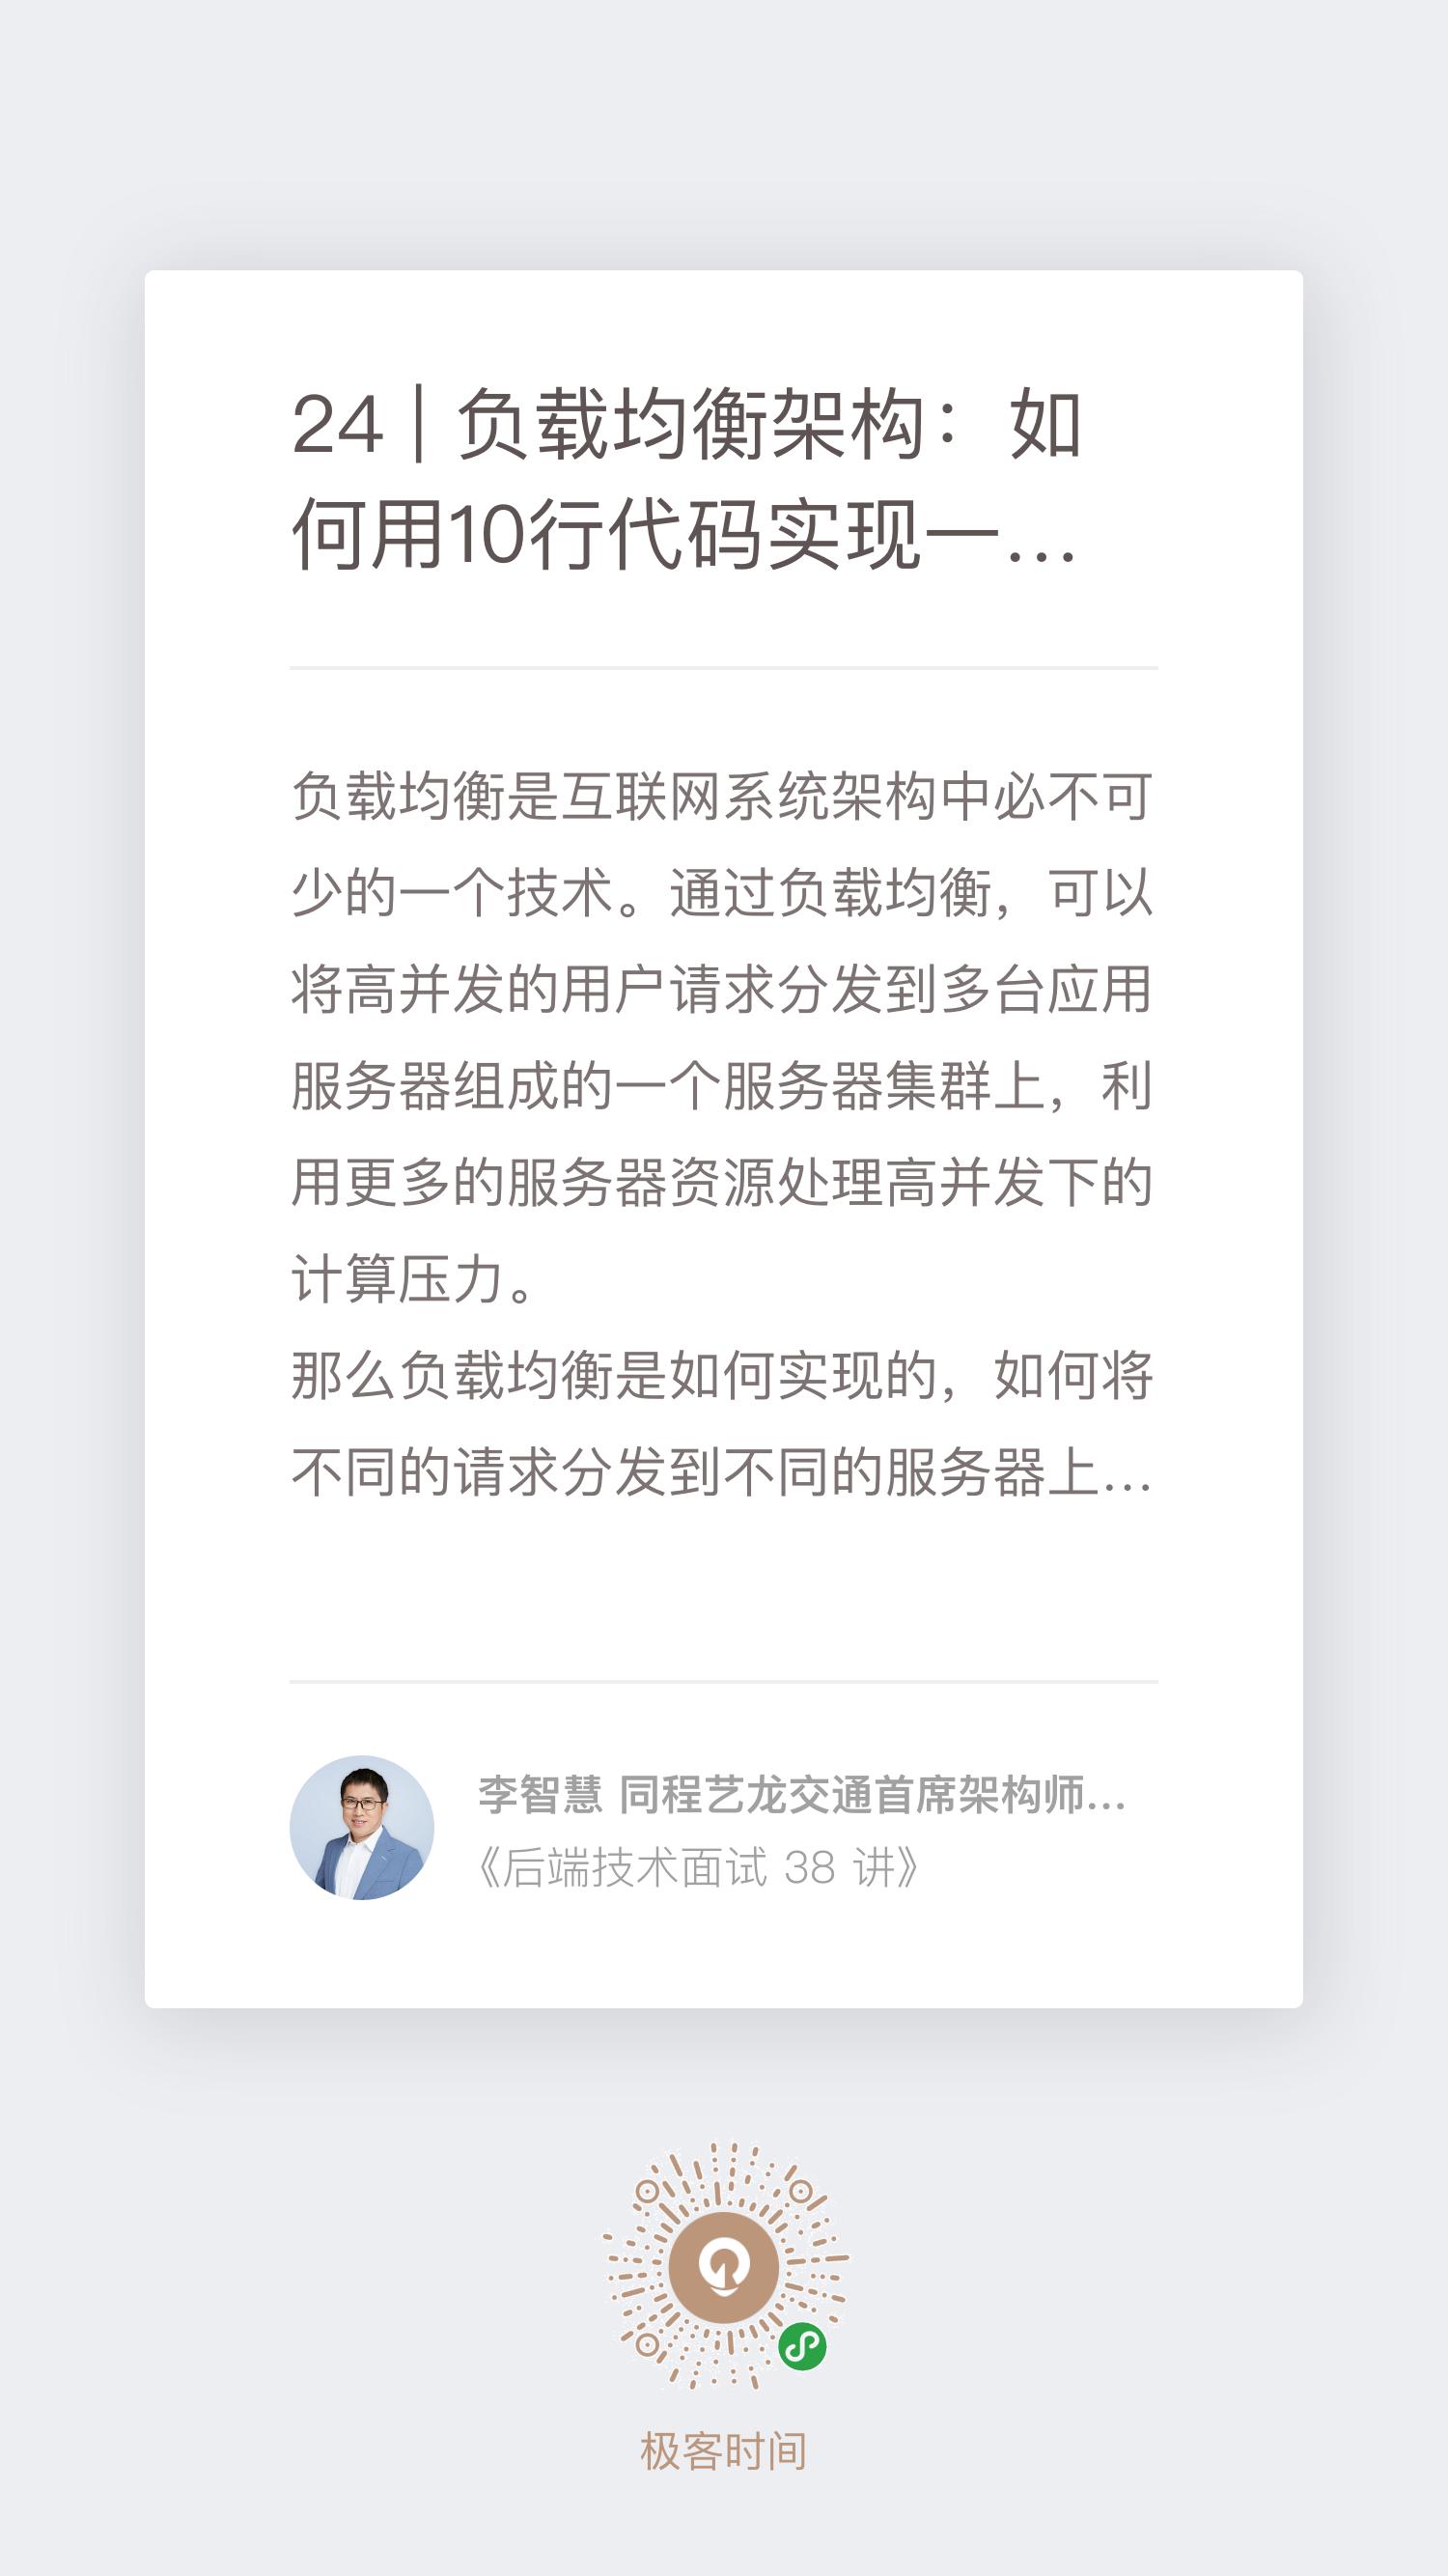 24 | 负载均衡架构：如
何用10行代码实现一...
负载均衡是互联网系统架构中必不可
少的一个技术。通过负载均衡，可以
将高并发的用户请求分发到多台应用
服务器组成的一个服务器集群上，利
用更多的服务器资源处理高并发下的
计算压力。
那么负载均衡是如何实现的，如何将
不同的请求分发到不同的服务器上...
李智慧 同程艺龙交通首席架构师...
《后端技术面试 38 讲》
极客时间